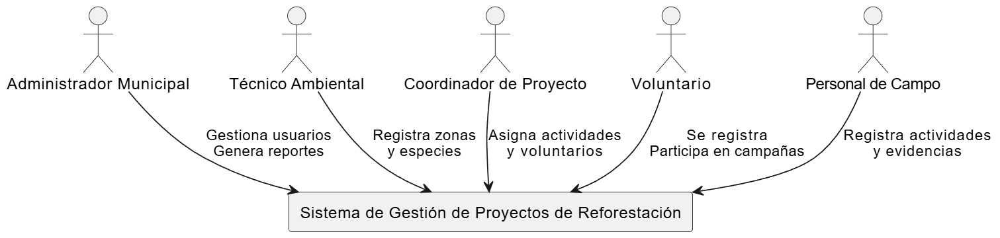 Administrador Municipal
Técnico Ambiental
Coordinador de Proyecto
Voluntario
Personal de Campo
Gestiona usuarios
Genera reportes
Registra zonas
y especies
Asigna actividades
y voluntarios
Se registra
Participa en campañas
Registra actividades
y evidencias
Sistema de Gestión de Proyectos de Reforestación